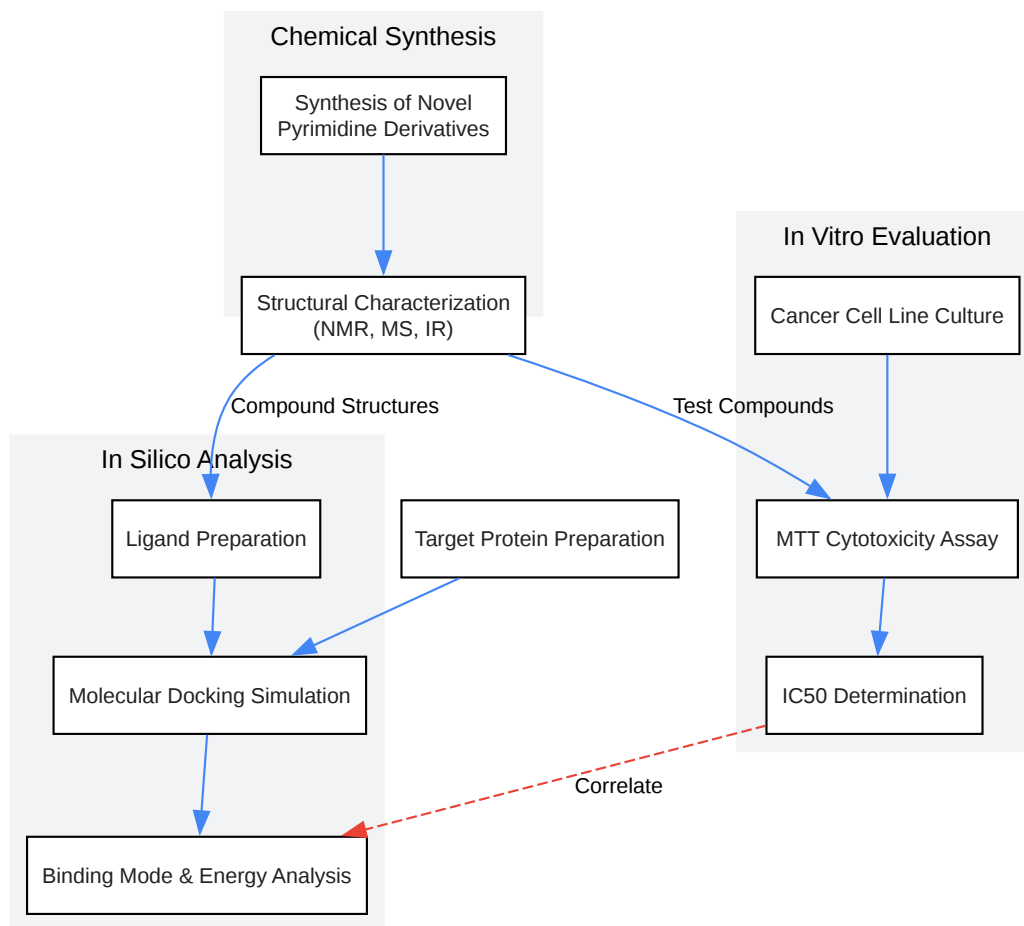 Chemical Synthesis
Synthesis of Novel
Pyrimidine Derivatives
In Vitro Evaluation
Structural Characterization
(NMR, MS, IR)
Cancer Cell Line Culture
Compound Structures
Test Compounds
In Silico Analysis
Ligand Preparation
Target Protein Preparation
MTT Cytotoxicity Assay
Molecular Docking Simulation
IC50 Determination
Correlate
Binding Mode & Energy Analysis